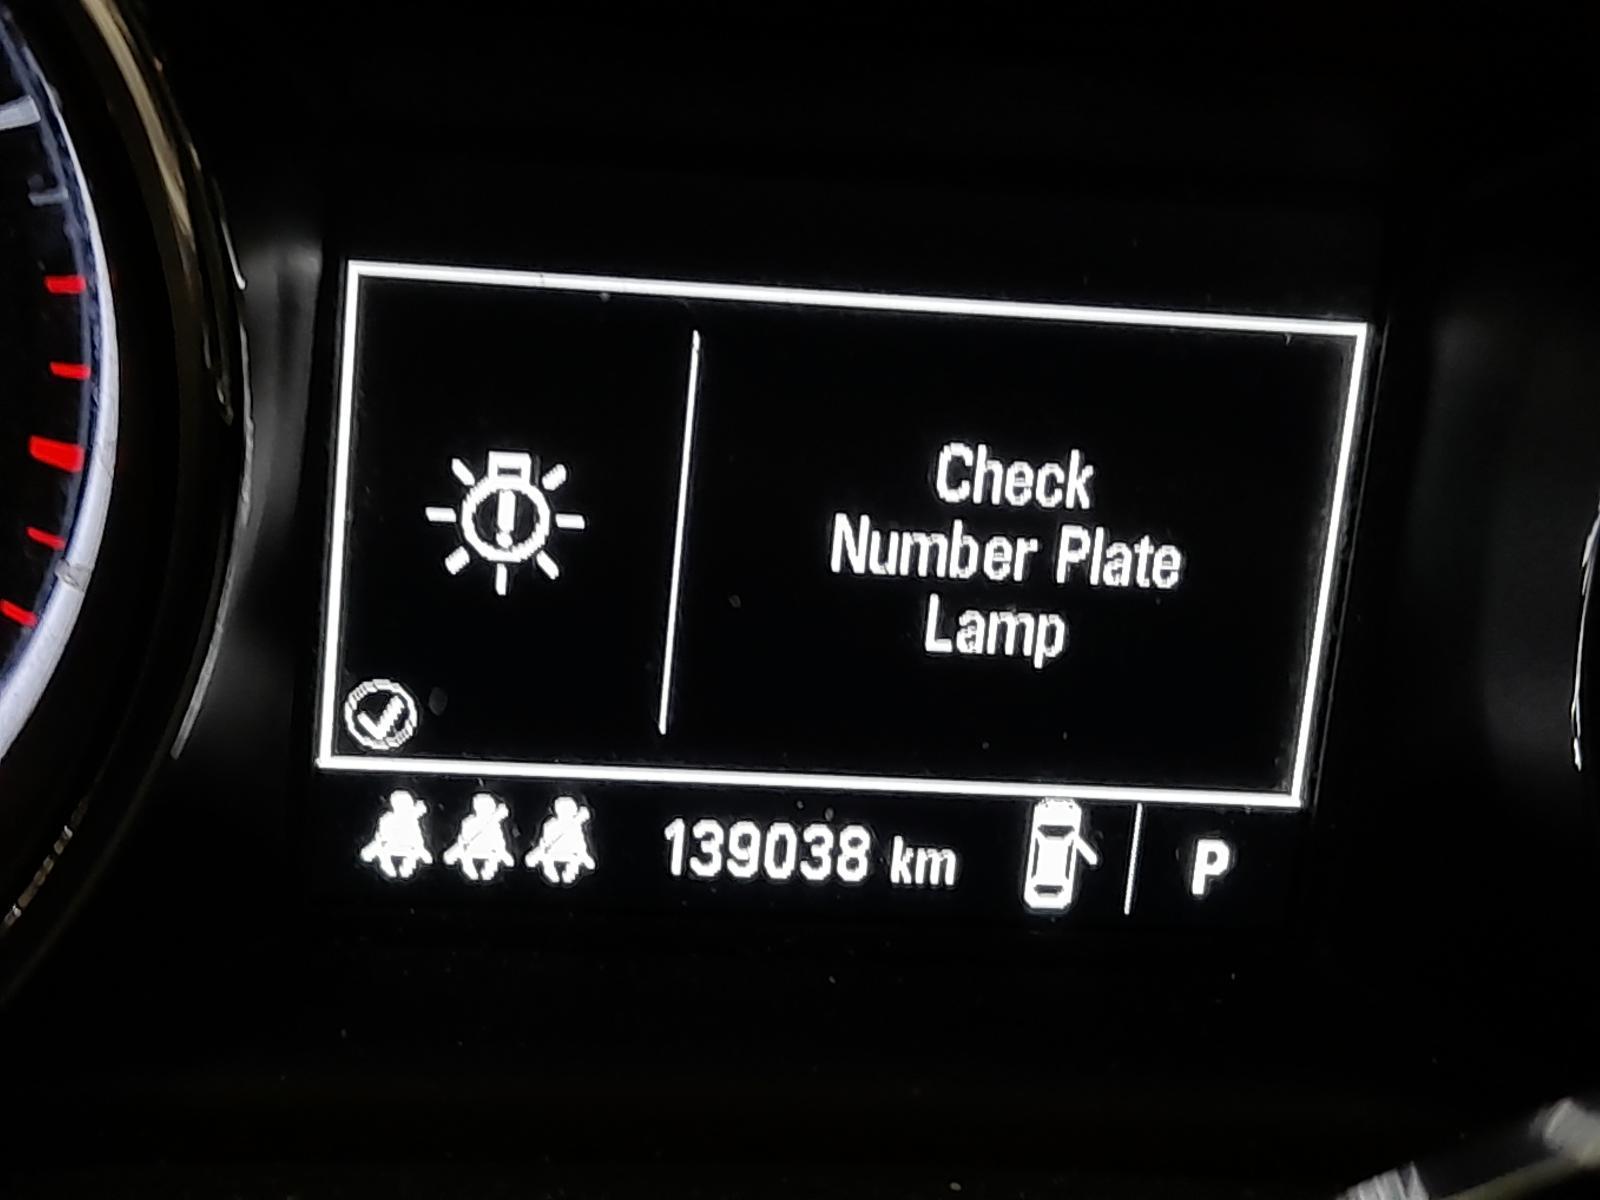 Check
Number Plate
Lamp
139038 km
P